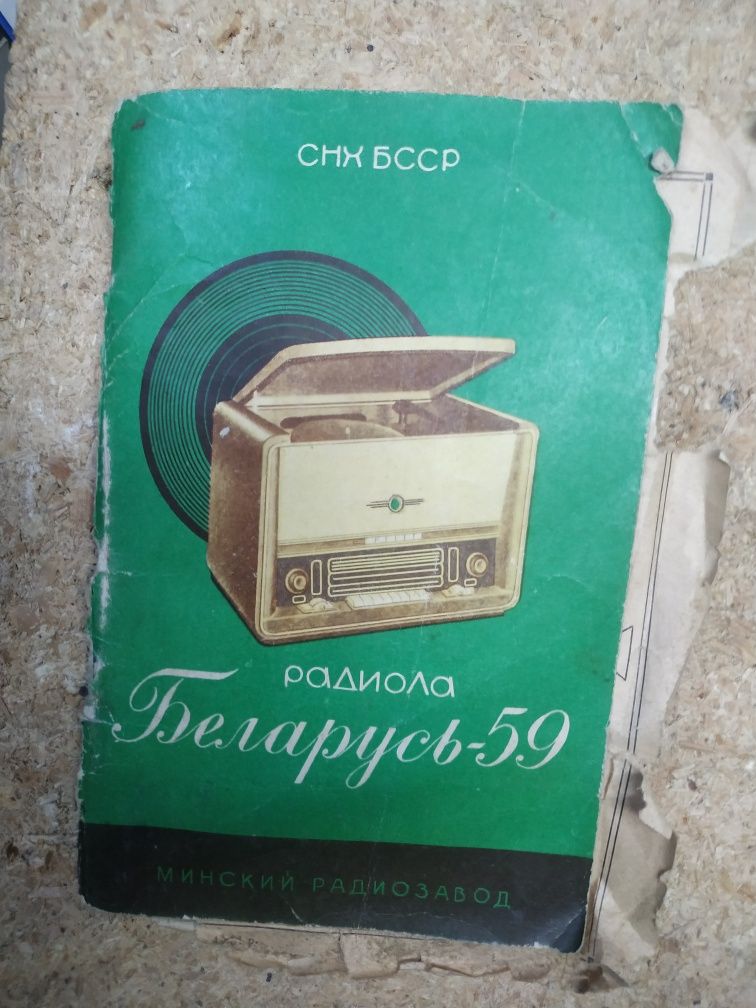 СНХ БССР
радиола
Беларусь-59
МИНСКИЙ РАДИОЗАВОД